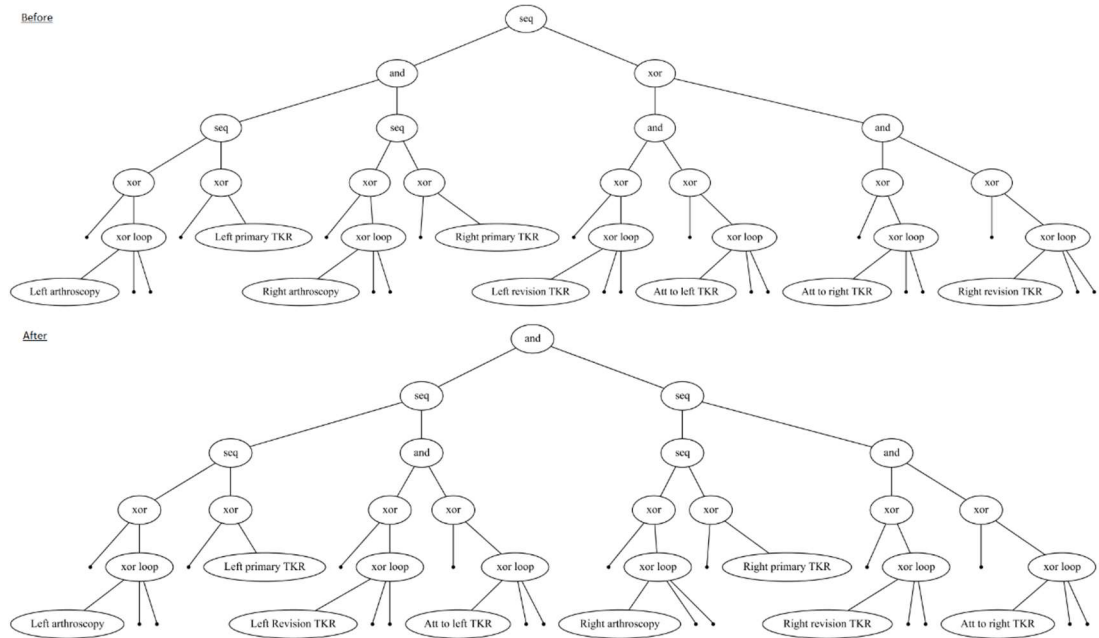 Before
seq
and xor
seq seq and and
xor xor xor xor xor xor xor xor
xor loop Left primary TKR xor loop Right primary TKR xor loop xor loop xor loop xor loop
Left arthroscopy Right arthroscopy Left revision TKR Att to left TKR Att to right TKR Right revision TKR
After
and
seq seq
seq and seq and
xor xor xor xor xor xor xor xor
xor loop Left primary TKR xor loop xor loop xor loop Right primary TKR xor loop xor loop
Left arthroscopy Left Revision TKR Att to left TKR Right arthroscopy Right revision TKR Att to right TKR